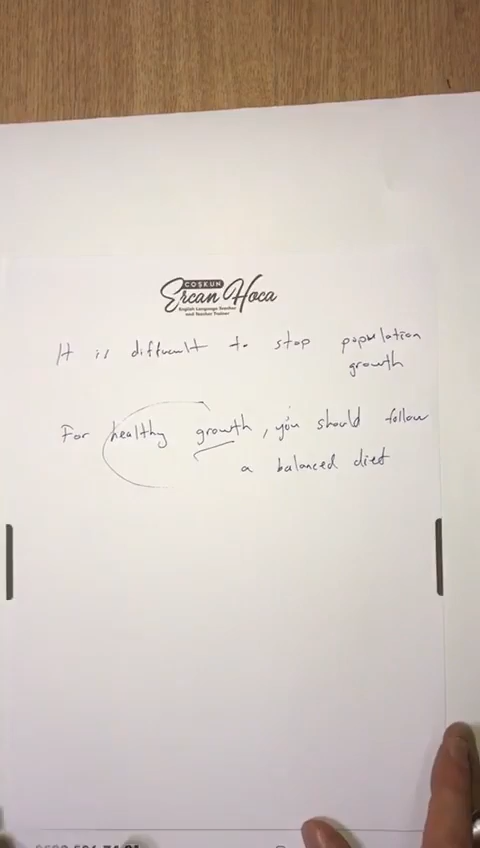 COŞKUN
Ercan Hoca
English Language Teacher
and Teacher Trainer
It is difficult to stop population
growth
For healthy growth, you should follow
a balanced diet